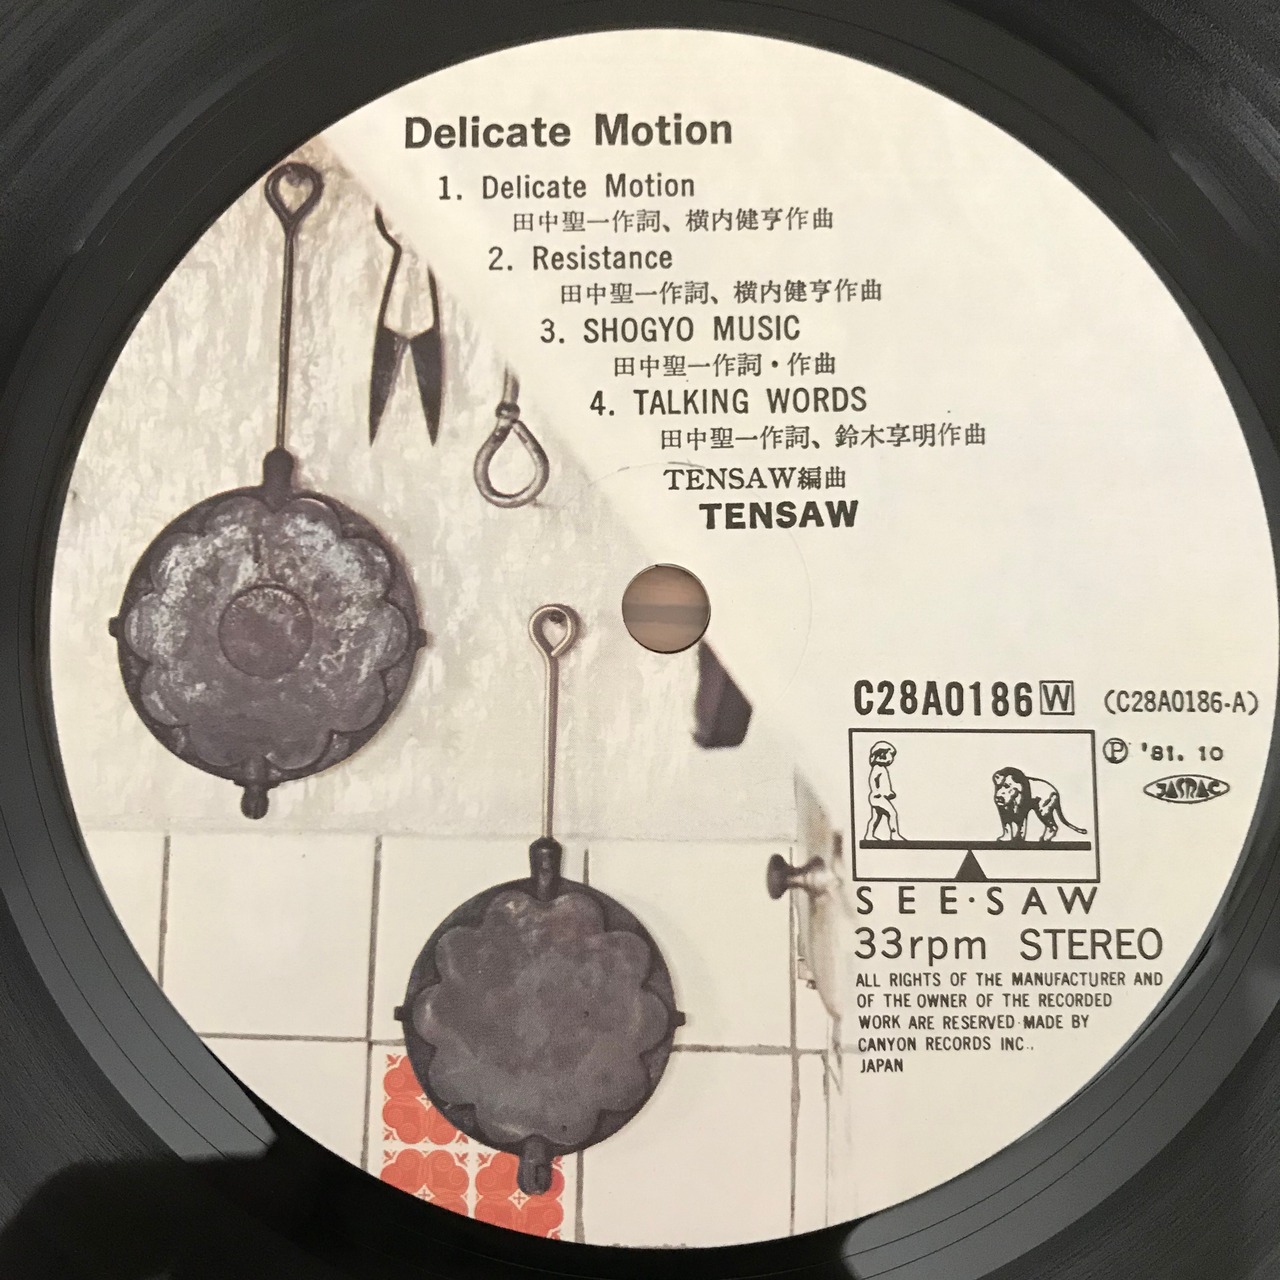 Delicate Motion
1. Delicate Motion
田中聖一作詞、横内健亨作曲
2. Resistance
田中聖一作詞、横内健亨作曲
3. SHOGYO MUSIC
田中聖一作詞・作曲
4. TALKING WORDS
田中聖一作詞、鈴木享明作曲
TENSAW編曲
TENSAW
C28A0186 W (C28A0186-A)
Ⓟ '81. 10
JASRAC
SEE·SAW
33rpm STEREO
ALL RIGHTS OF THE MANUFACTURER AND
OF THE OWNER OF THE RECORDED
WORK ARE RESERVED·MADE BY
CANYON RECORDS INC.,
JAPAN